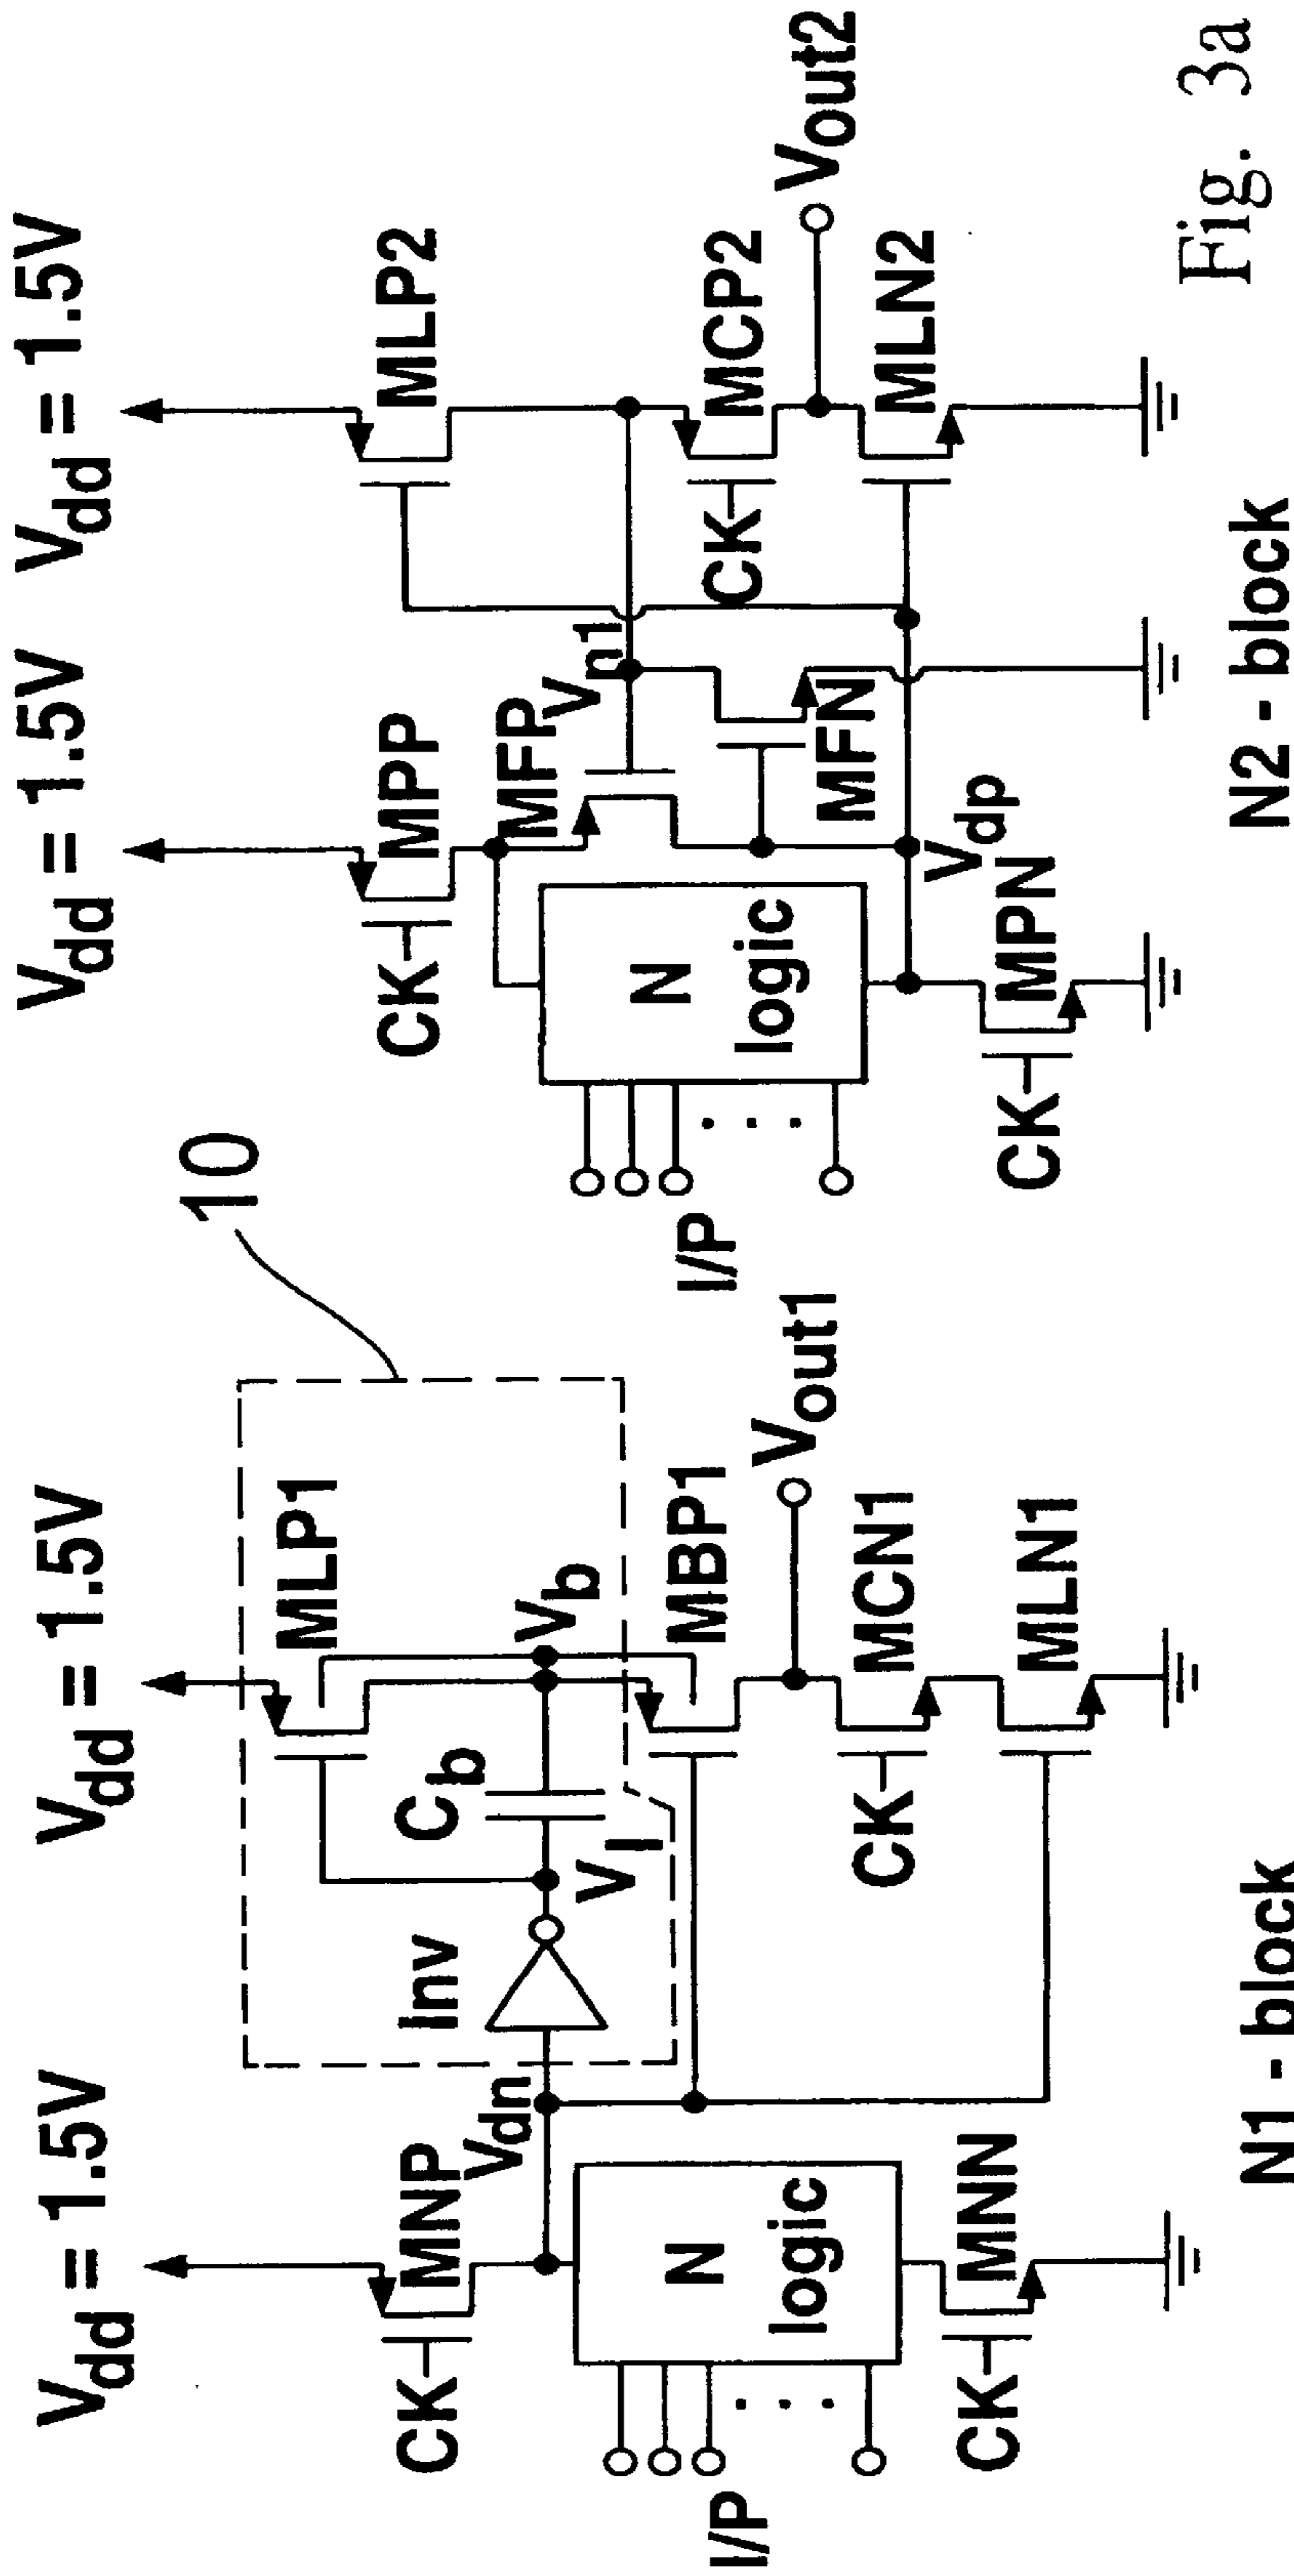 Vdd = 1.5V
Vdd = 1.5V
10
Vdd = 1.5V
Vdd = 1.5V
CK
MNP
Vdn
Inv
VI
Cb
MLP1
Vb
MBP1
Vout1
CK
MCN1
MLN1
I/P
N
logic
CK
MNN
N1 - block
CK
MPP
MFP
Vn1
MLP2
CK
MCP2
Vout2
MFN
MLN2
I/P
N
logic
Vdp
CK
MPN
N2 - block
Fig. 3a